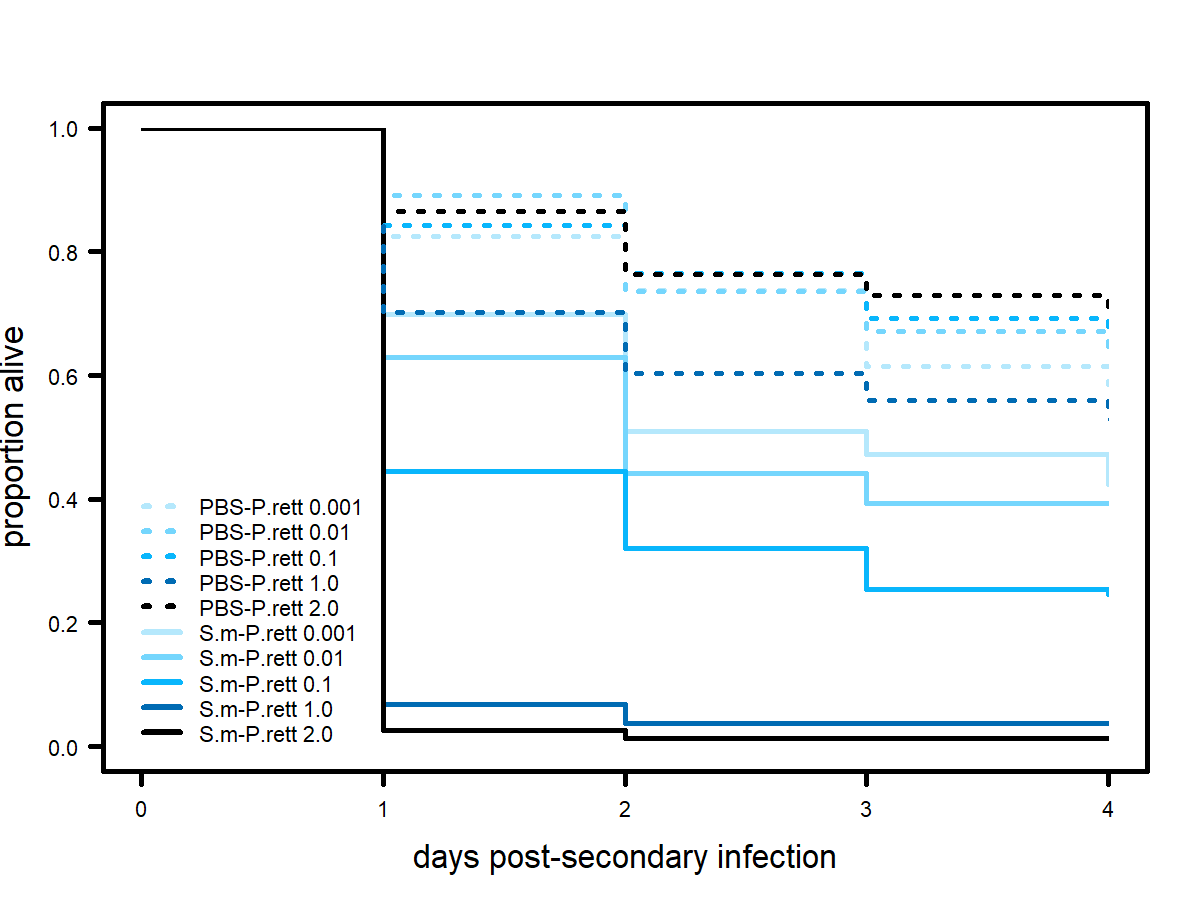 1.0
0.8
0.6
0.4
0.2
0.0
proportion alive
PBS-P.rett 0.001
PBS-P.rett 0.01
PBS-P.rett 0.1
PBS-P.rett 1.0
PBS-P.rett 2.0
S.m-P.rett 0.001
S.m-P.rett 0.01
S.m-P.rett 0.1
S.m-P.rett 1.0
S.m-P.rett 2.0
0 1 2 3 4
days post-secondary infection